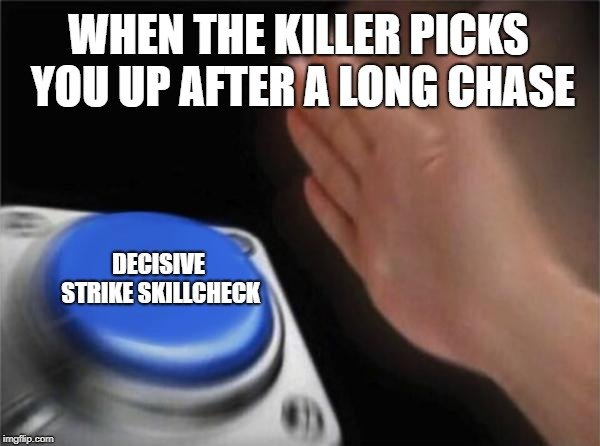 WHEN THE KILLER PICKS
YOU UP AFTER A LONG CHASE
DECISIVE
STRIKE SKILLCHECK
imgflip.com